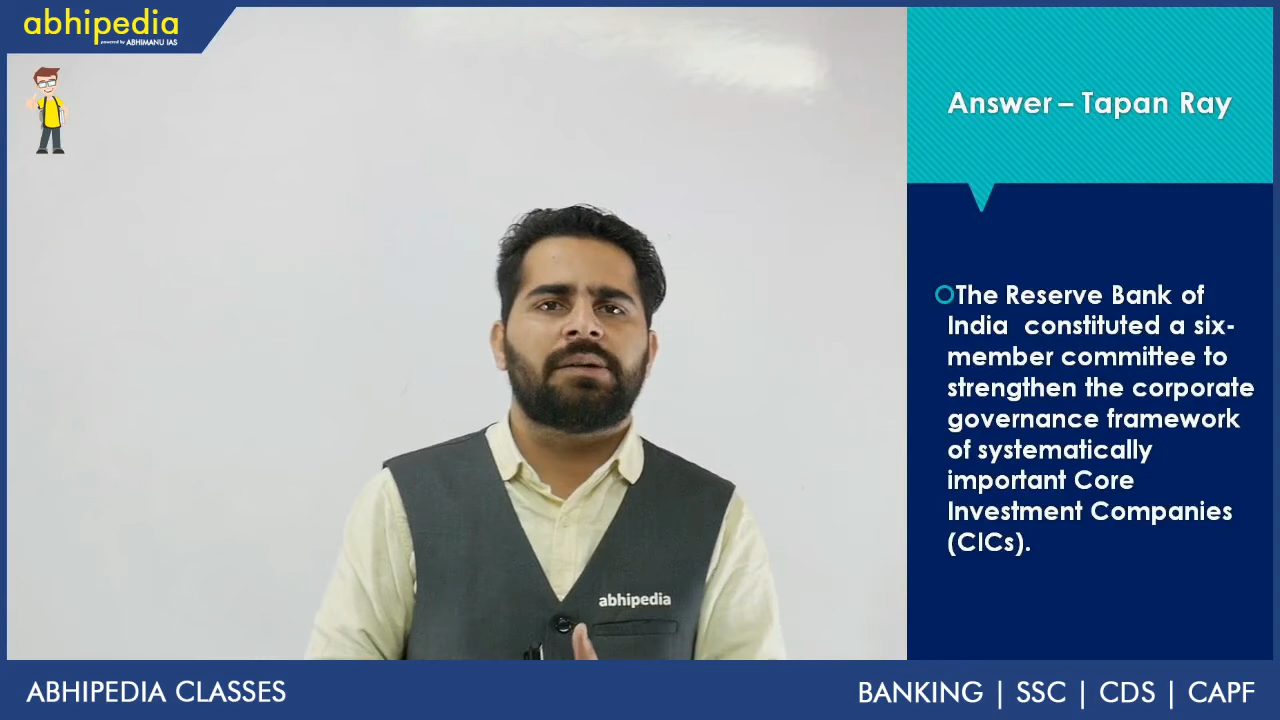 abhipedia
powered by ABHIMANU IAS
Answer – Tapan Ray
The Reserve Bank of
India constituted a six-
member committee to
strengthen the corporate
governance framework
of systematically
important Core
Investment Companies
(CICs).
abhipedia
ABHIPEDIA CLASSES
BANKING | SSC | CDS | CAPF